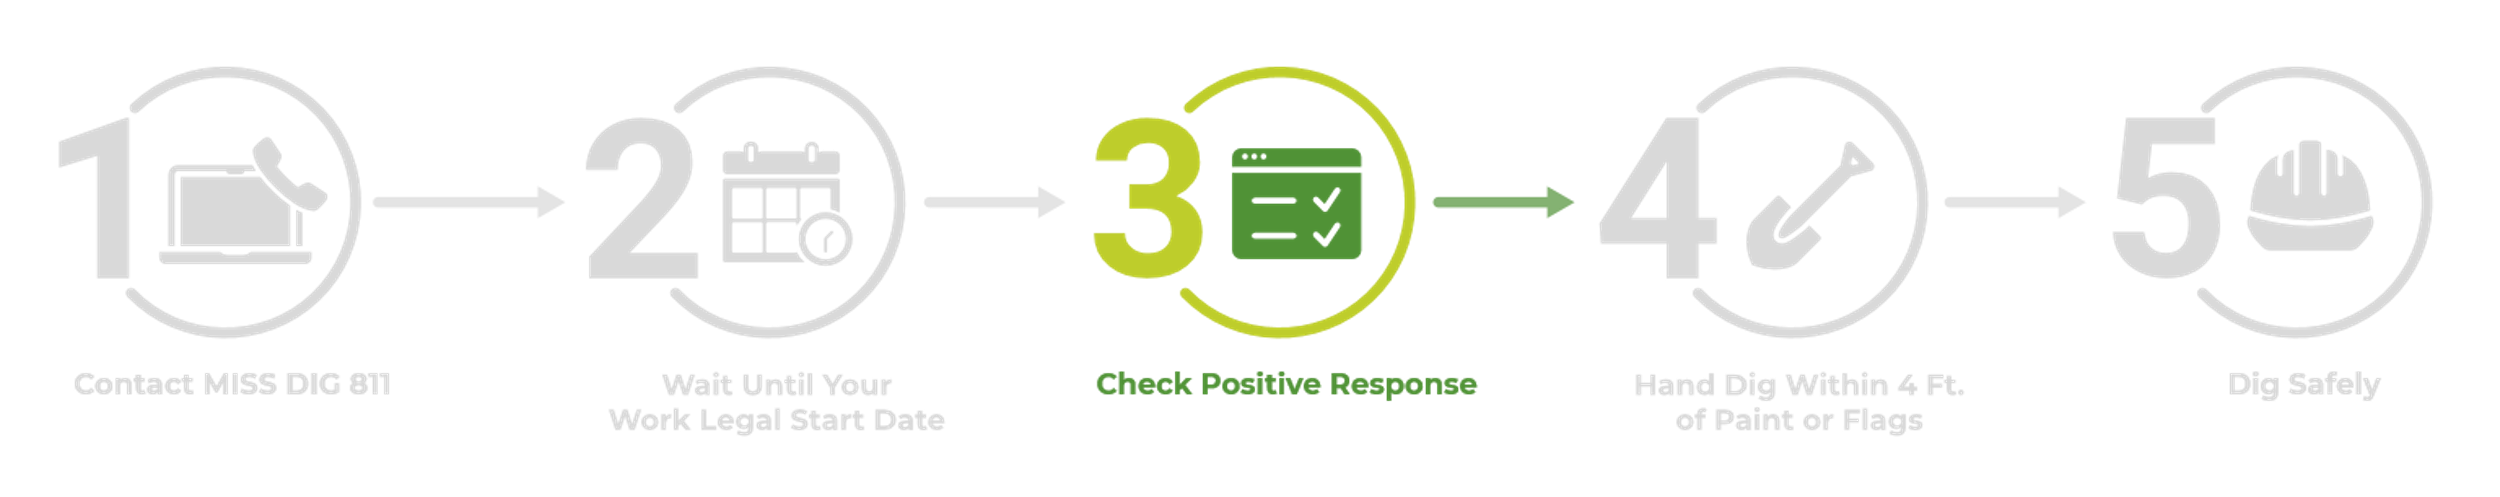 1
Contact MISS DIG 811
2
Wait Until Your
Work Legal Start Date
3
Check Positive Response
4
Hand Dig Within 4 Ft.
of Paint or Flags
5
Dig Safely